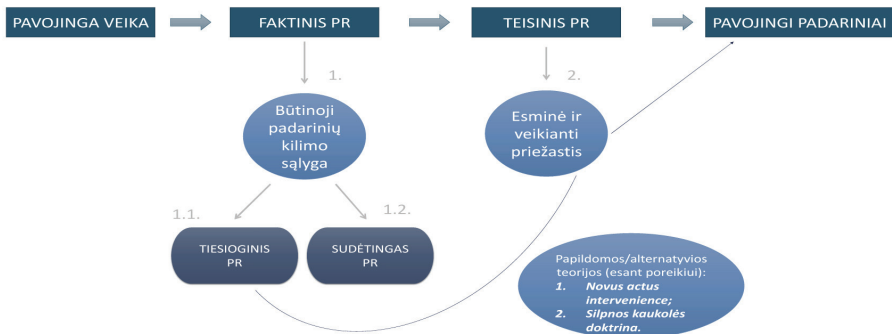 PAVOJINGA VEIKA
FAKTINIS PR
TEISINIS PR
PAVOJINGI PADARINIAI
1.
2.
Būtinoji
padarinių
kilimo
sąlyga
Esminė ir
veikianti
priežastis
1.1.
1.2.
TIESIOGINIS
PR
SUDĖTINGAS
PR
Papildomos/alternatyvios
teorijos (esant poreikiui):
1. Novus actus
intervenience;
2. Silpnos kaukolės
doktrina.